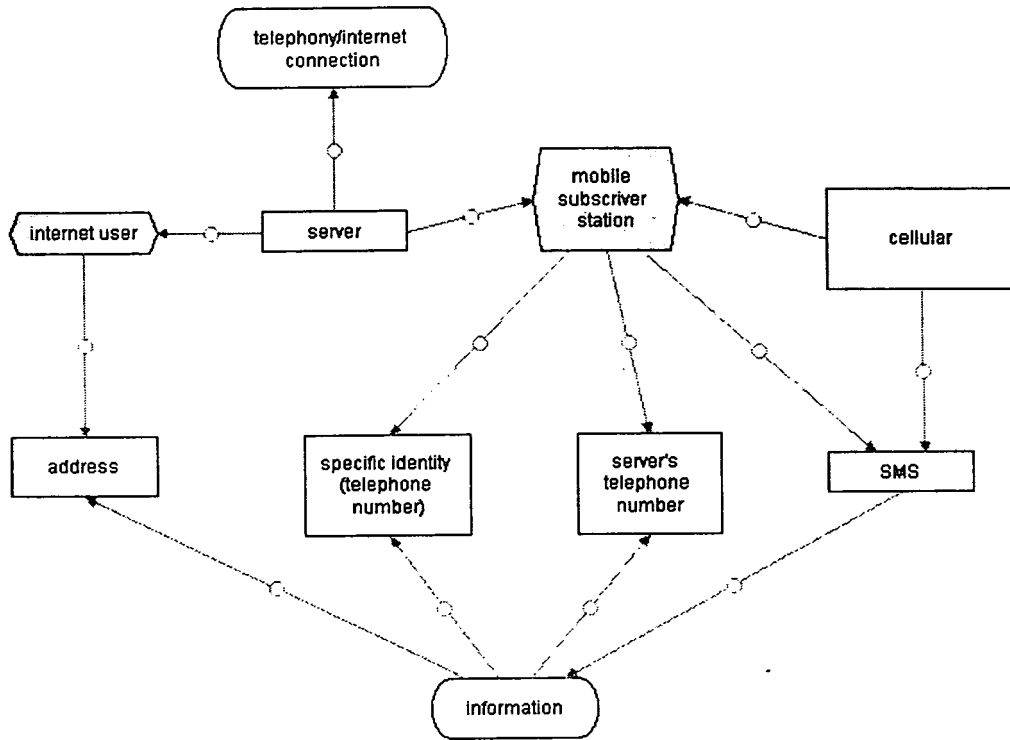 telephony/internet
connection
mobile
subscriver
station
internet user
server
cellular
address
specific identity
(telephone
number)
server's
telephone
number
SMS
information